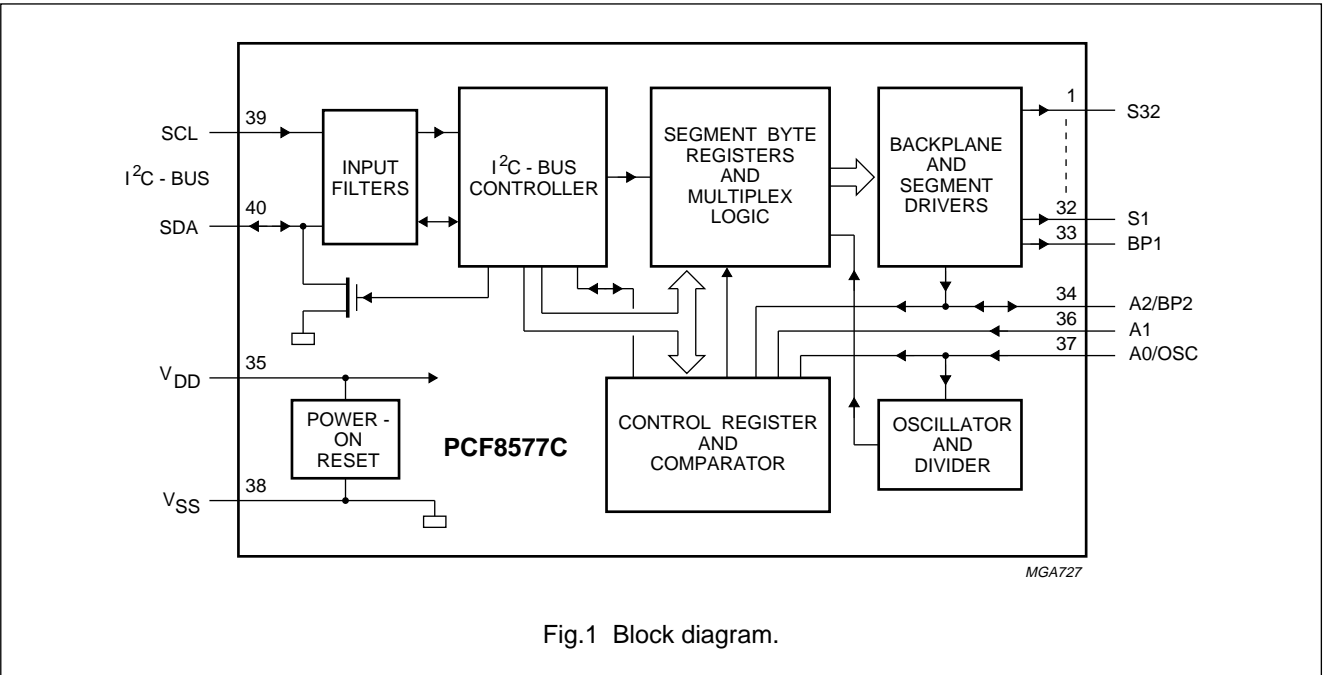 SCL
39
I2C - BUS
SDA
40
INPUT
FILTERS
I2C - BUS
CONTROLLER
SEGMENT BYTE
REGISTERS
AND
MULTIPLEX
LOGIC
BACKPLANE
AND
SEGMENT
DRIVERS
1
S32
32
S1
33
BP1
34
A2/BP2
36
A1
37
A0/OSC
VDD
35
POWER -
ON
RESET
VSS
38
PCF8577C
CONTROL REGISTER
AND
COMPARATOR
OSCILLATOR
AND
DIVIDER
MGA727
Fig.1 Block diagram.